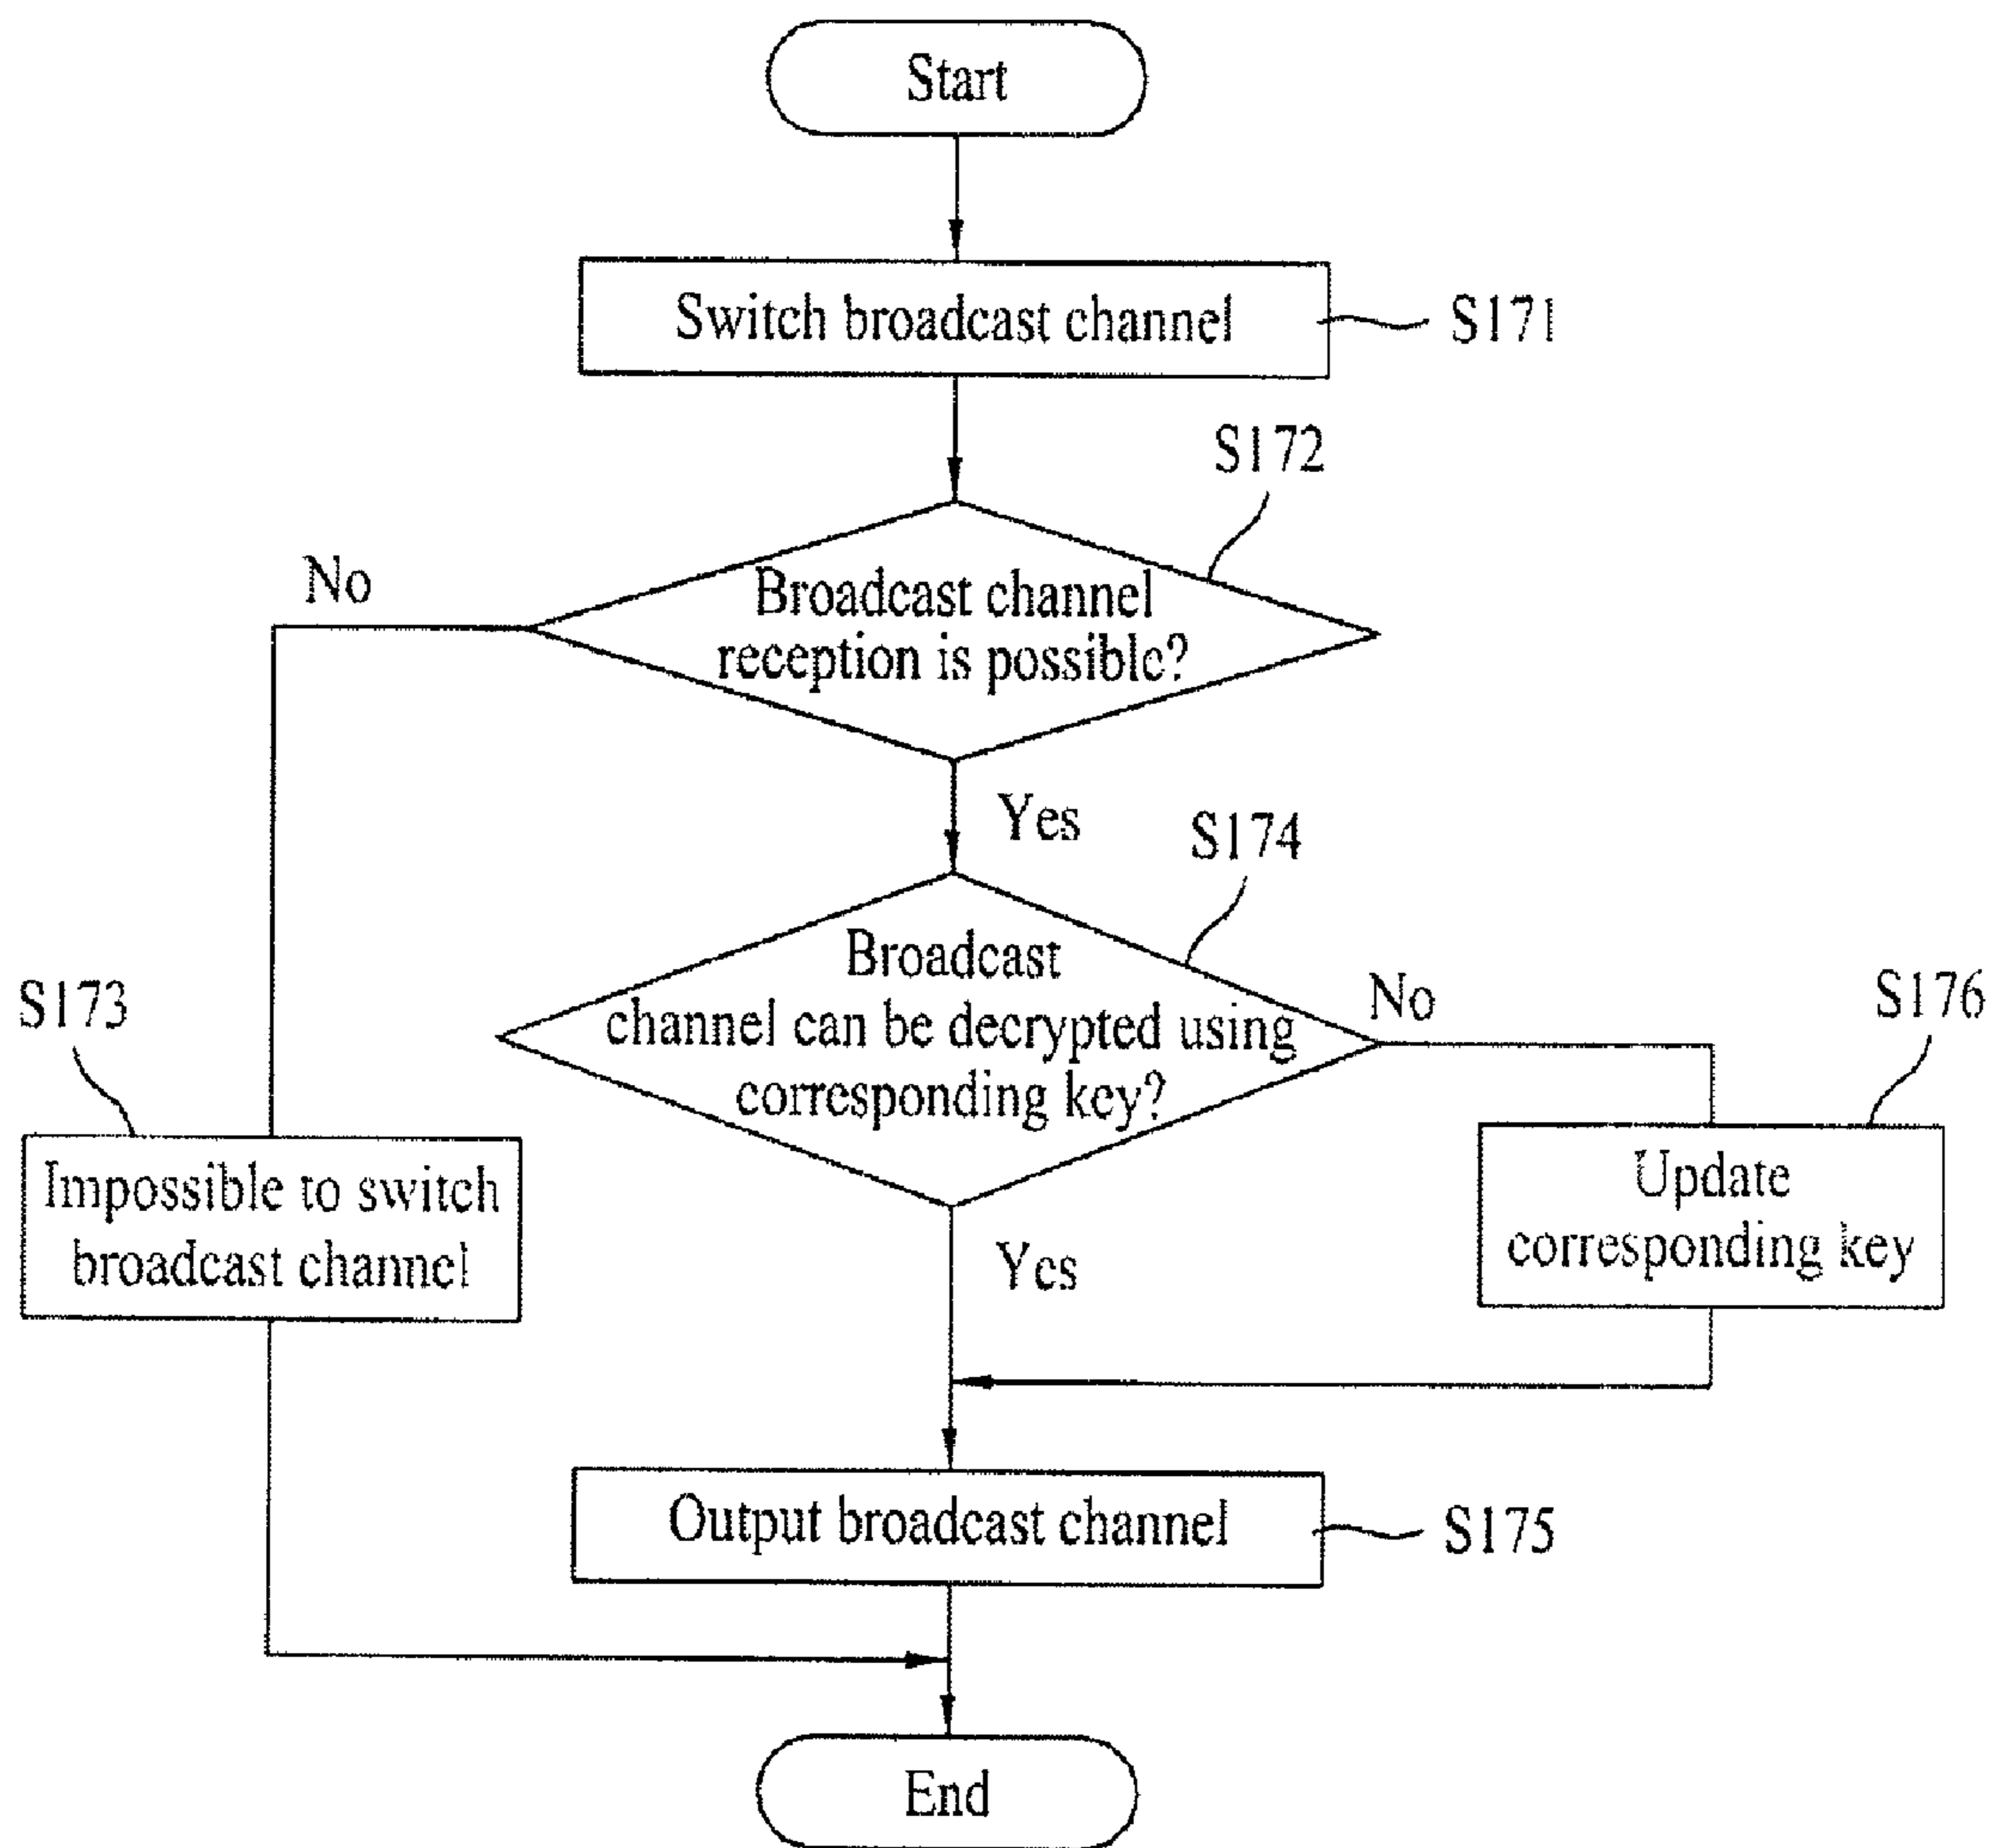 Start
Switch broadcast channel
S171
S172
Broadcast channel
reception is possible?
No
Yes
S174
Broadcast
channel can be decrypted using
corresponding key?
No
S176
Update
corresponding key
S173
Impossible to switch
broadcast channel
Yes
Output broadcast channel
S175
End